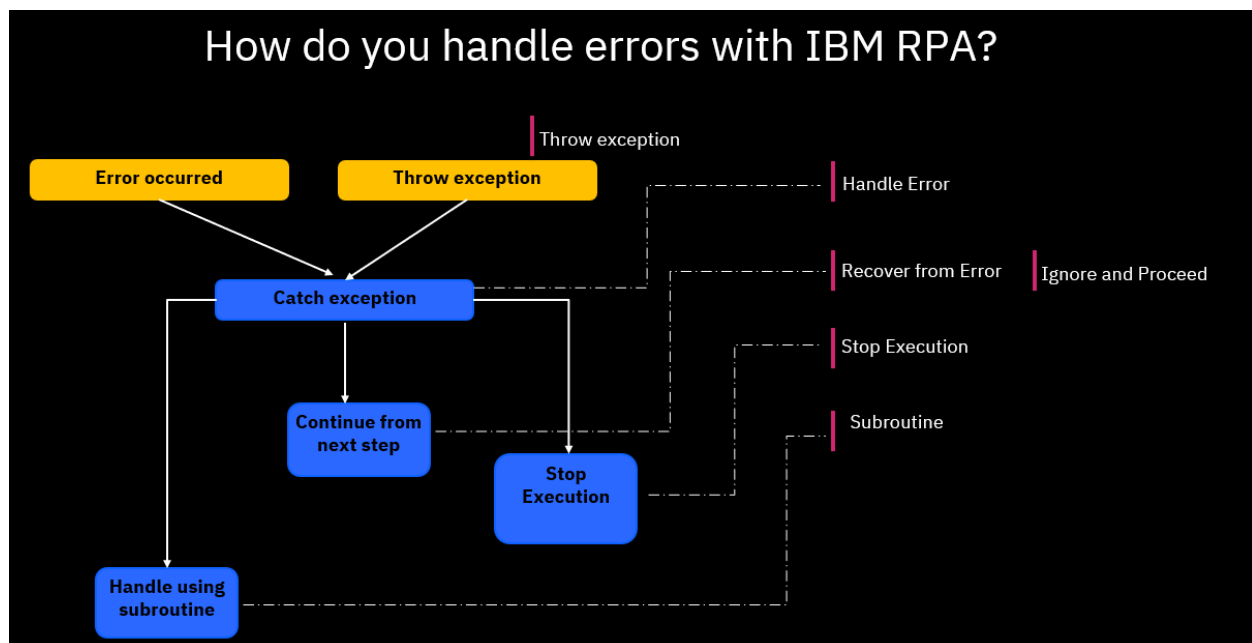 How do you handle errors with IBM RPA?
Throw exception
Error occurred
Throw exception
Handle Error
Recover from Error
Ignore and Proceed
Catch exception
Stop Execution
Continue from
next step
Subroutine
Stop
Execution
Handle using
subroutine